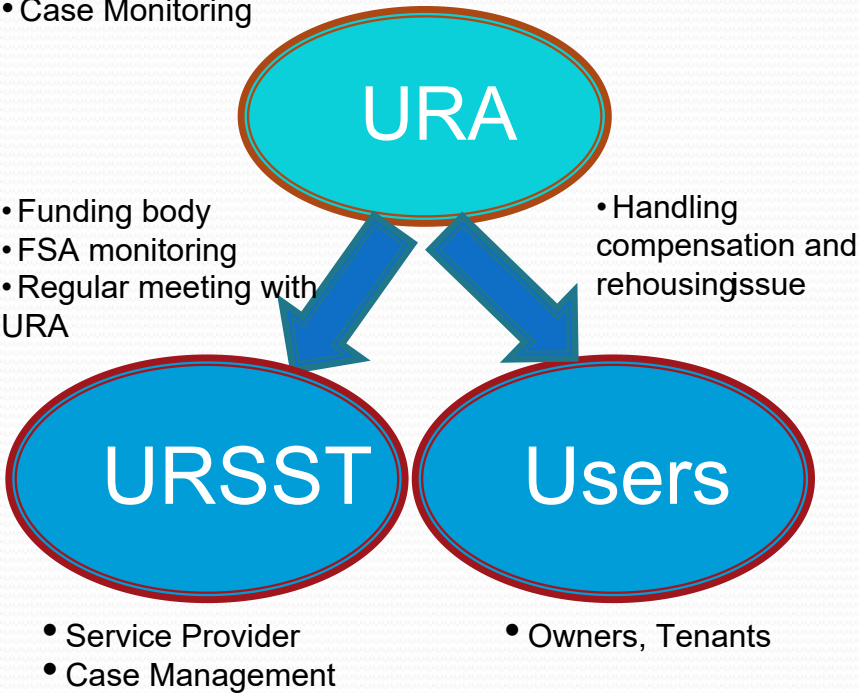 • Case Monitoring
URA
• Funding body
• FSA monitoring
• Regular meeting with
URA
• Handling
compensation and
rehousingissue
URSST
Users
• Service Provider
• Case Management
• Owners, Tenants